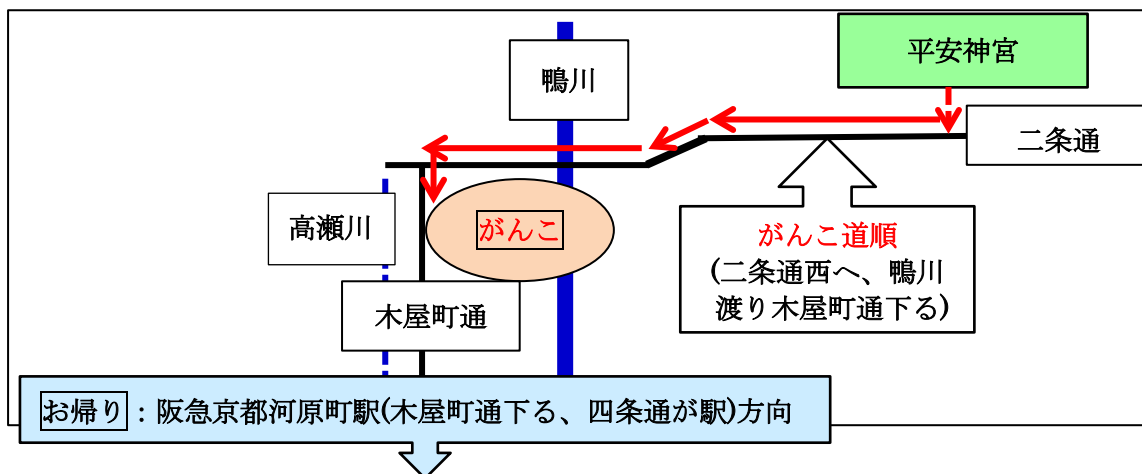 平安神宮
鴨川
二条通
高瀬川
がんこ
がんこ道順
(二条通西へ、鴨川
渡り木屋町通下る)
木屋町通
お帰り：阪急京都河原町駅(木屋町通下る、四条通が駅)方向